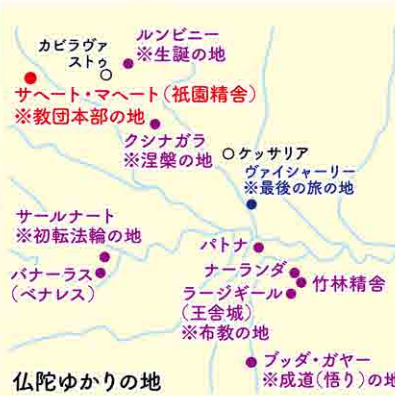 ルンビニー
※生誕の地
カピラヴァ
ストゥ
サヘート・マヘート(祇園精舎)
※教団本部の地
クシナガラ
※涅槃の地
ケッサリア
ヴァイシャーリー
※最後の旅の地
サールナート
※初転法輪の地
パトナ
バナーラス
(ベナレス)
ナーランダ
竹林精舎
ラージギール
(王舎城)
※布教の地
ブッダ・ガヤー
※成道(悟り)の地
仏陀ゆかりの地